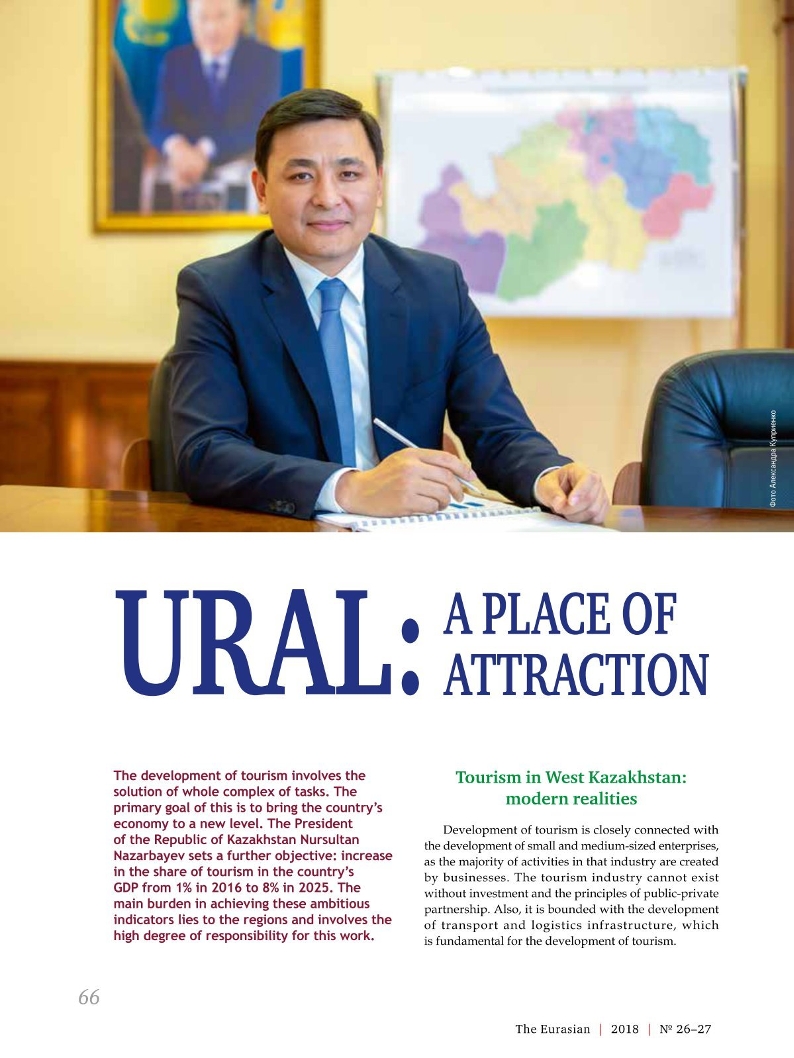 Фото Александра Куприенко
URAL:
A PLACE OF
ATTRACTION
The development of tourism involves the
solution of whole complex of tasks. The
primary goal of this is to bring the country's
economy to a new level. The President
of the Republic of Kazakhstan Nursultan
Nazarbayev sets a further objective: increase
in the share of tourism in the country's
GDP from 1% in 2016 to 8% in 2025. The
main burden in achieving these ambitious
indicators lies to the regions and involves the
high degree of responsibility for this work.
Tourism in West Kazakhstan:
modern realities
Development of tourism is closely connected with
the development of small and medium-sized enterprises,
as the majority of activities in that industry are created
by businesses. The tourism industry cannot exist
without investment and the principles of public-private
partnership. Also, it is bounded with the development
of transport and logistics infrastructure, which
is fundamental for the development of tourism.
66
The Eurasian | 2018 | № 26–27